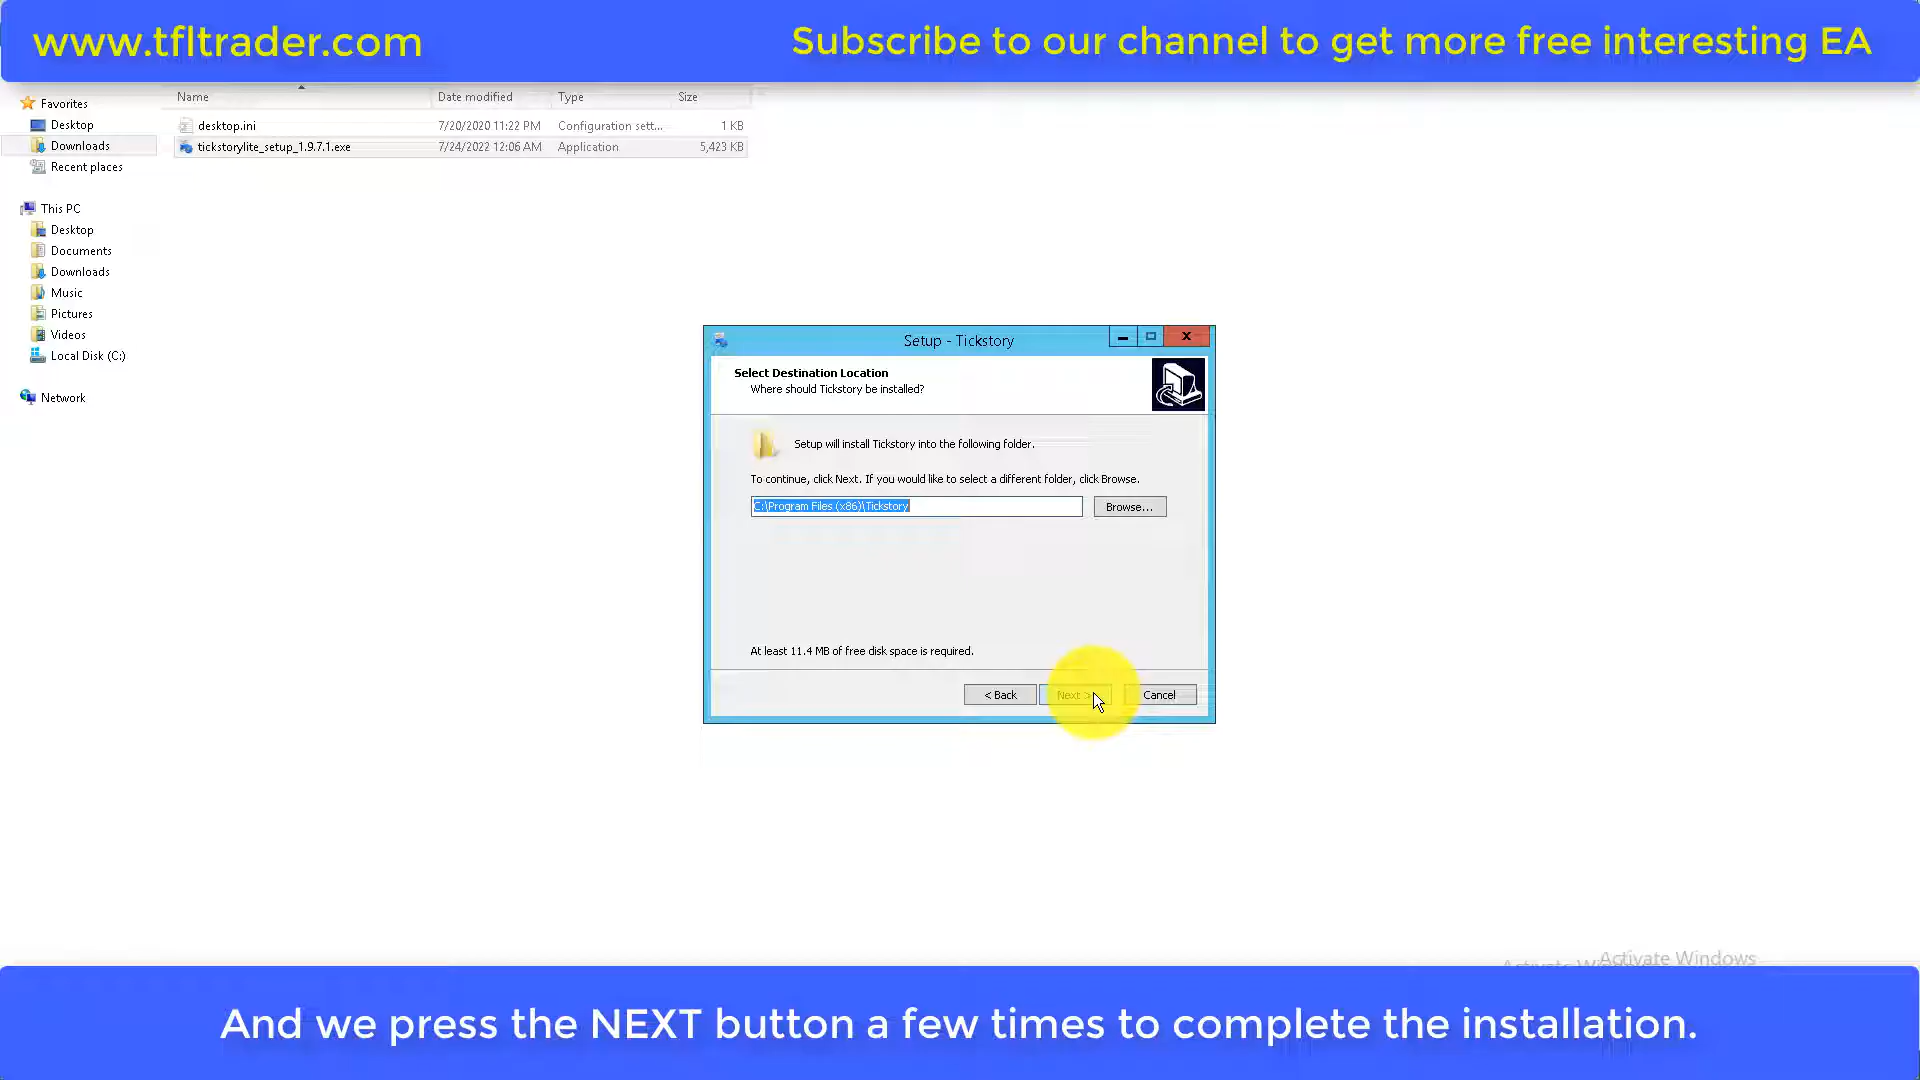 www.tfltrader.com
Subscribe to our channel to get more free interesting EA
Name Date modified Type Size
Favorites
Desktop
Downloads
Recent places
desktop.ini 7/20/2020 11:22 PM Configuration sett... 1 KB
tickstorylite_setup_1.9.7.1.exe 7/24/2022 12:06 AM Application 5,423 KB
This PC
Desktop
Documents
Downloads
Music
Pictures
Videos
Local Disk (C:)
Network
Setup - Tickstory
Select Destination Location
Where should Tickstory be installed?
Setup will install Tickstory into the following folder.
To continue, click Next. If you would like to select a different folder, click Browse.
C:\Program Files (x86)\Tickstory
Browse...
At least 11.4 MB of free disk space is required.
< Back Next > Cancel
Activate Windows
And we press the NEXT button a few times to complete the installation.